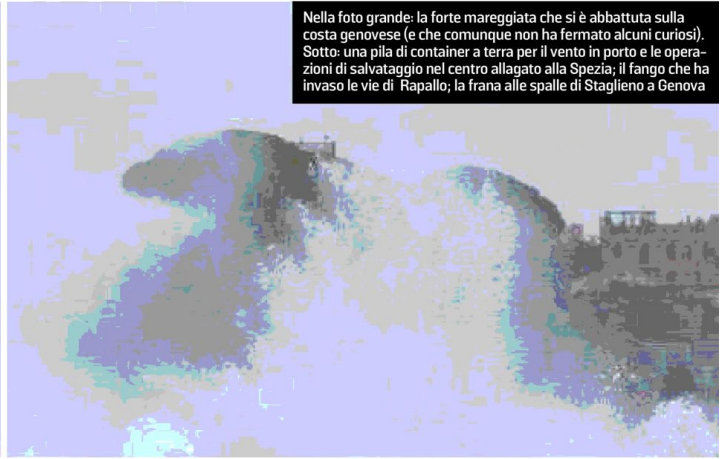 Nella foto grande: la forte mareggiata che si è abbattuta sulla
costa genovese (e che comunque non ha fermato alcuni curiosi).
Sotto: una pila di container a terra per il vento in porto e le opera-
zioni di salvataggio nel centro allagato alla Spezia; il fango che ha
invaso le vie di Rapallo; la frana alle spalle di Staglieno a Genova